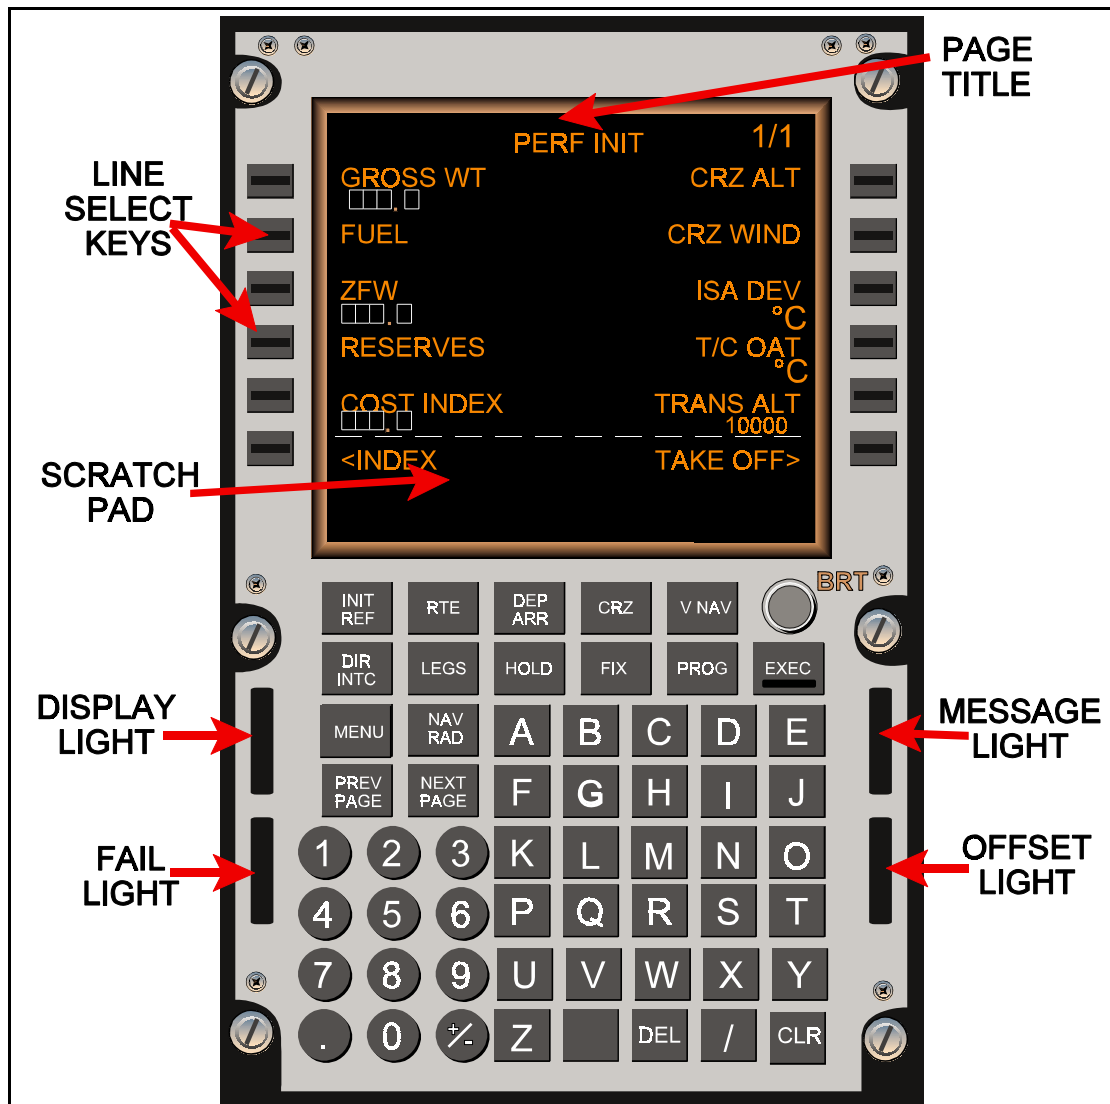 PAGE
TITLE
PERF INIT 1/1
LINE
SELECT
KEYS
GROSS WT CRZ ALT
.
FUEL CRZ WIND
ZFW ISA DEV
. °C
RESERVES T/C OAT
°C
COST INDEX TRANS ALT
. 10000
<INDEX TAKE OFF>
SCRATCH
PAD
BRT
INIT
REF
RTE
DEP
ARR
CRZ
V NAV
DIR
INTC
LEGS
HOLD
FIX
PROG
EXEC
DISPLAY
LIGHT
MESSAGE
LIGHT
MENU
NAV
RAD
A B C D E
PREV
PAGE
NEXT
PAGE
F G H I J
FAIL
LIGHT
OFFSET
LIGHT
1 2 3 K L M N O
4 5 6 P Q R S T
7 8 9 U V W X Y
. 0 +/- Z DEL / CLR